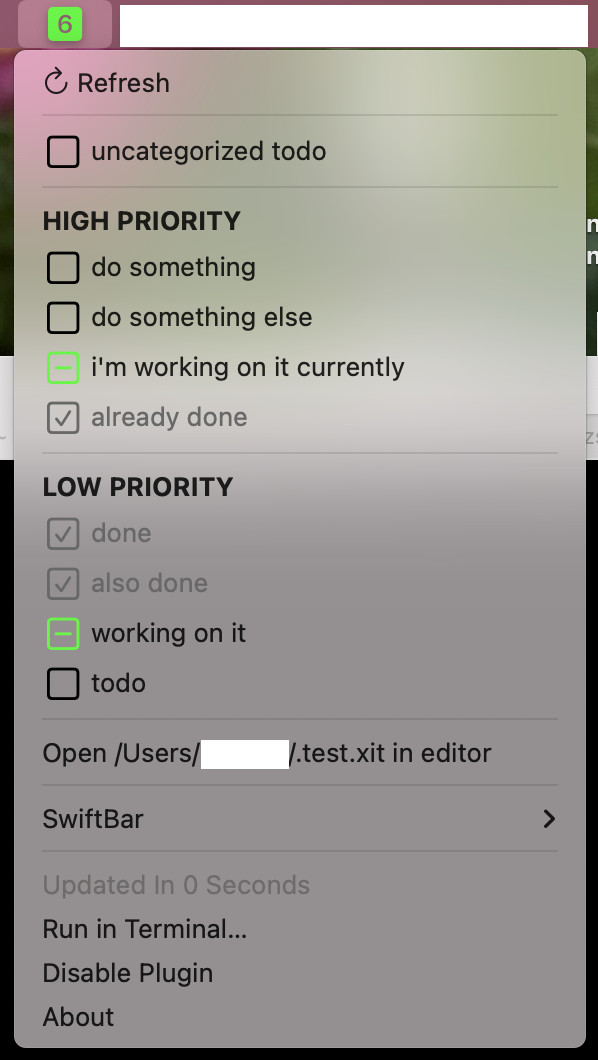 6
Refresh
uncategorized todo
HIGH PRIORITY
do something
do something else
i'm working on it currently
already done
LOW PRIORITY
done
also done
working on it
todo
Open /Users/ /.test.xit in editor
SwiftBar
Updated In 0 Seconds
Run in Terminal...
Disable Plugin
About